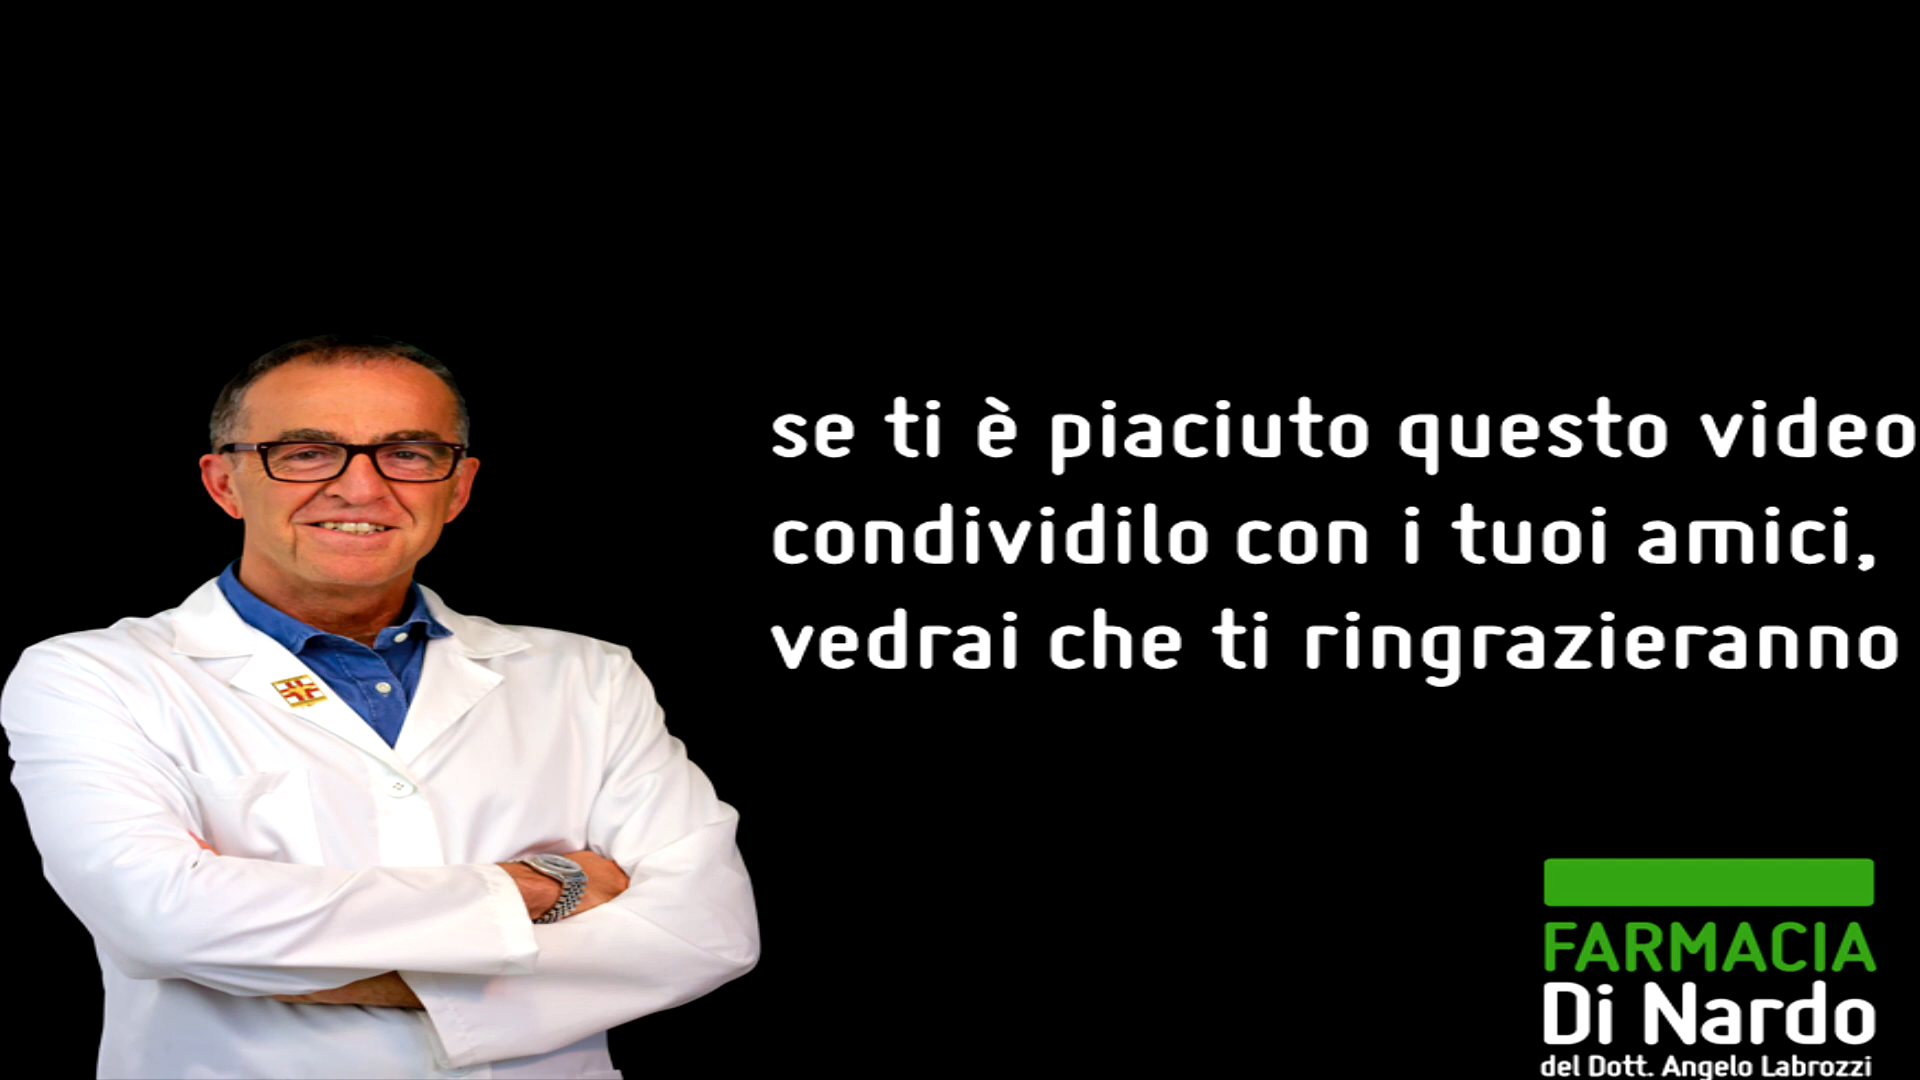 se ti è piaciuto questo video
condividilo con i tuoi amici,
vedrai che ti ringrazieranno
FARMACIA
Di Nardo
del Dott. Angelo Labrozzi